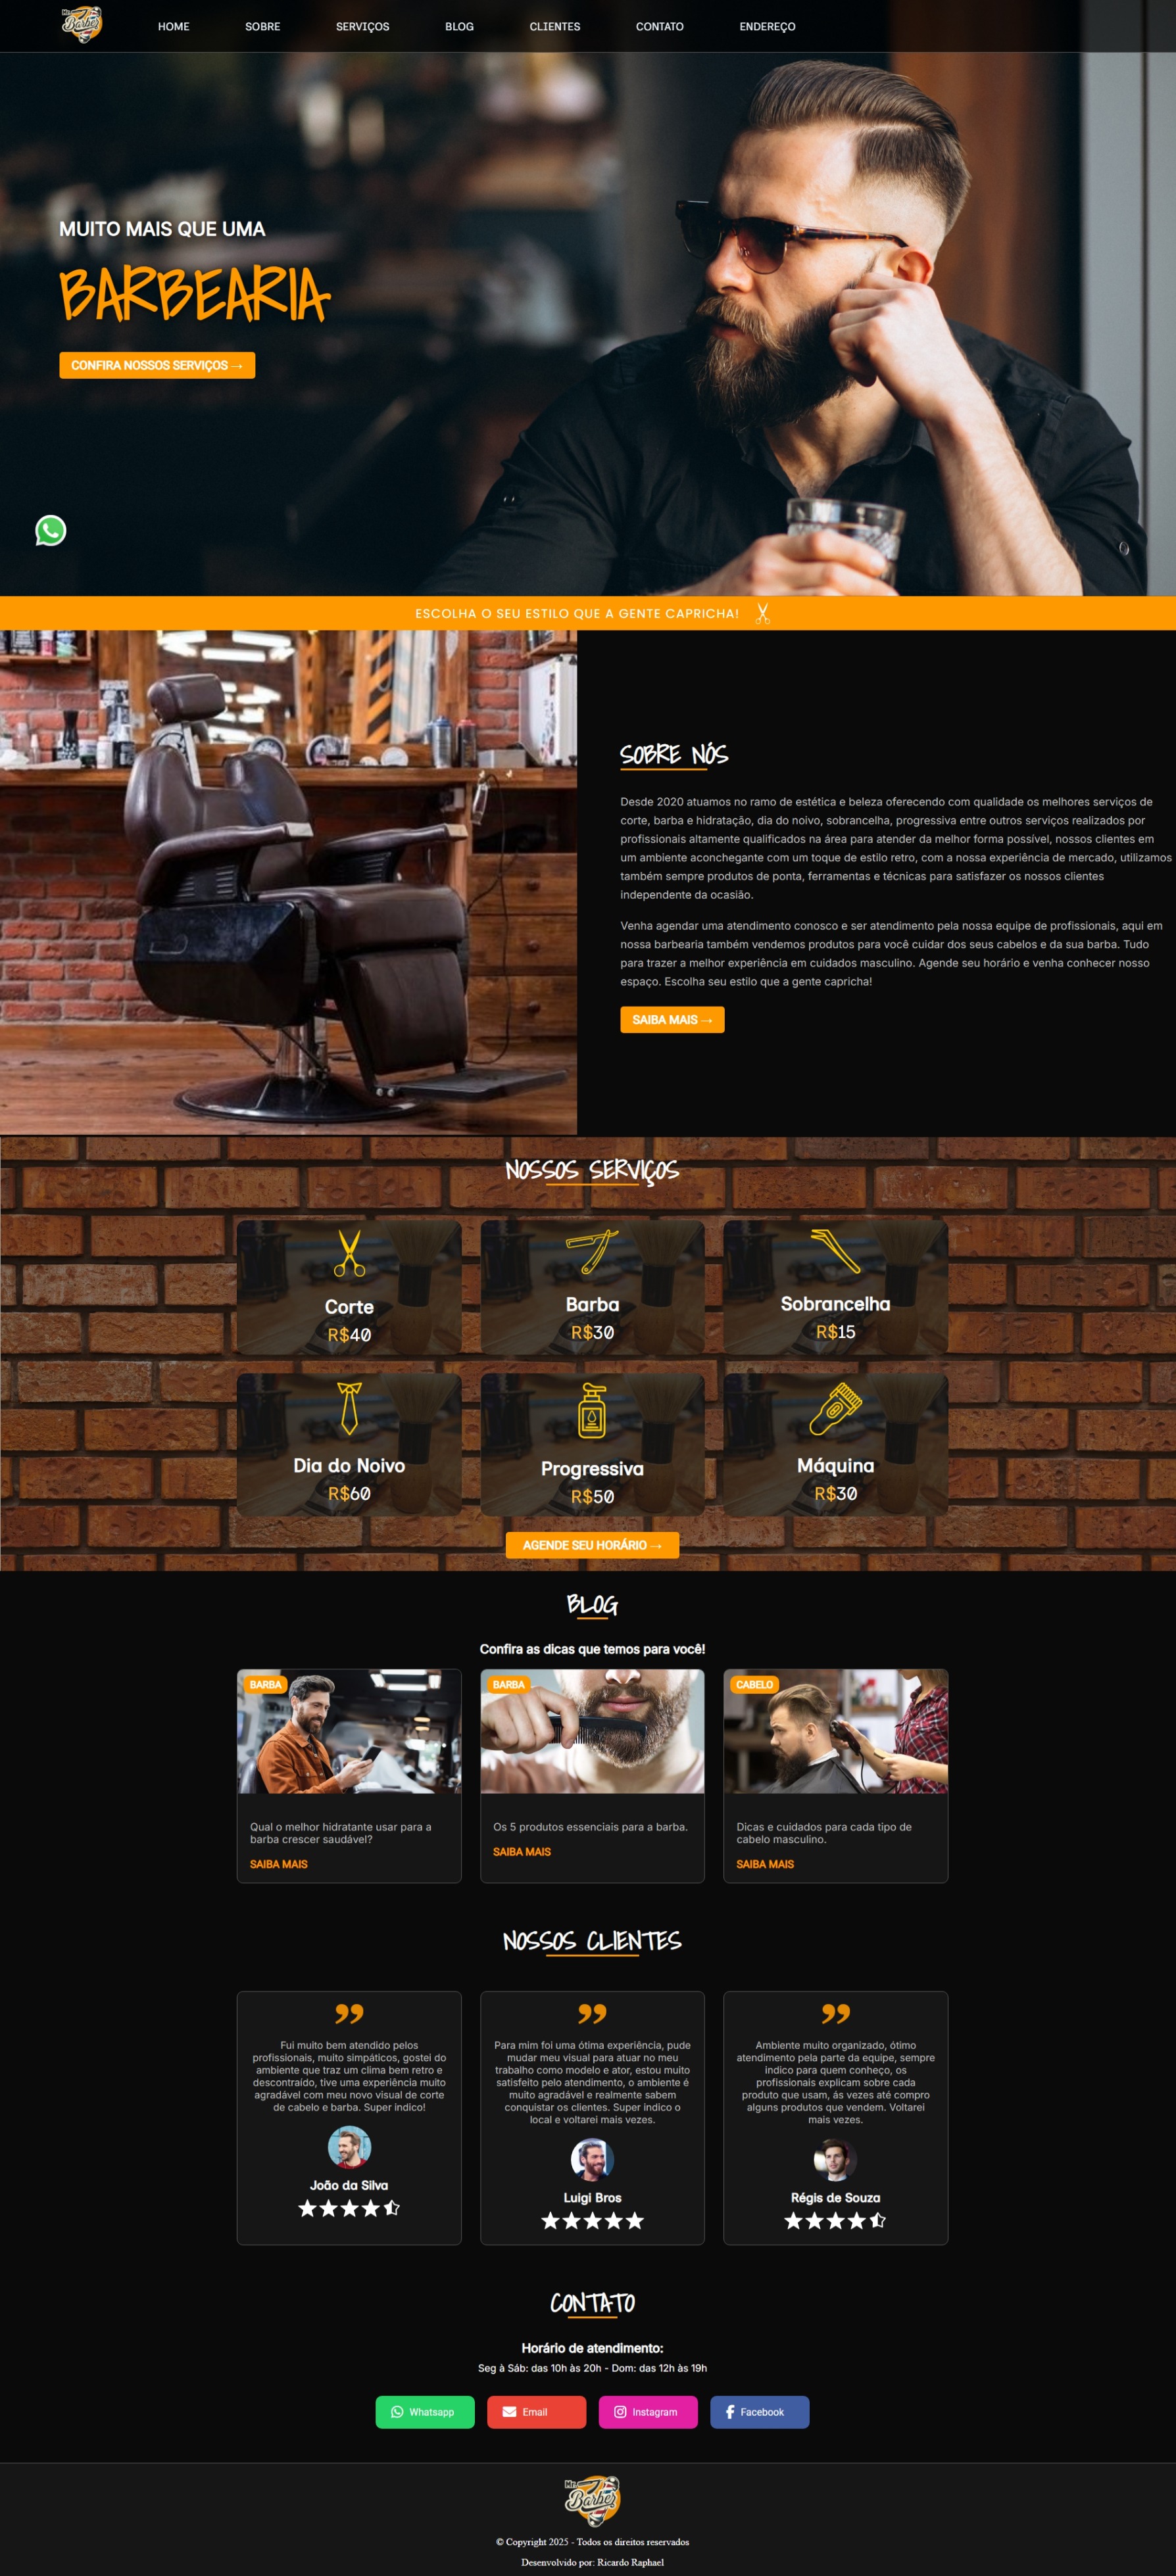 Mr. Barber
HOME SOBRE SERVIÇOS BLOG CLIENTES CONTATO ENDEREÇO
MUITO MAIS QUE UMA
BARBEARIA
CONFIRA NOSSOS SERVIÇOS →
ESCOLHA O SEU ESTILO QUE A GENTE CAPRICHA!
SOBRE NÓS
Desde 2020 atuamos no ramo de estética e beleza oferecendo com qualidade os melhores serviços de
corte, barba e hidratação, dia do noivo, sobrancelha, progressiva entre outros serviços realizados por
profissionais altamente qualificados na área para atender da melhor forma possível, nossos clientes em
um ambiente aconchegante com um toque de estilo retro, com a nossa experiência de mercado, utilizamos
também sempre produtos de ponta, ferramentas e técnicas para satisfazer os nossos clientes
independente da ocasião.
Venha agendar uma atendimento conosco e ser atendimento pela nossa equipe de profissionais, aqui em
nossa barbearia também vendemos produtos para você cuidar dos seus cabelos e da sua barba. Tudo
para trazer a melhor experiência em cuidados masculino. Agende seu horário e venha conhecer nosso
espaço. Escolha seu estilo que a gente capricha!
SAIBA MAIS →
NOSSOS SERVIÇOS
Corte
R$40
Barba
R$30
Sobrancelha
R$15
Dia do Noivo
R$60
Progressiva
R$50
Máquina
R$30
AGENDE SEU HORÁRIO →
BLOG
Confira as dicas que temos para você!
BARBA
Qual o melhor hidratante usar para a
barba crescer saudável?
SAIBA MAIS
BARBA
Os 5 produtos essenciais para a barba.
SAIBA MAIS
CABELO
Dicas e cuidados para cada tipo de
cabelo masculino.
SAIBA MAIS
NOSSOS CLIENTES
Fui muito bem atendido pelos
profissionais, muito simpáticos, gostei do
ambiente que traz um clima bem retro e
descontraído, tive uma experiência muito
agradável com meu novo visual de corte
de cabelo e barba. Super indico!
João da Silva
Para mim foi uma ótima experiência, pude
mudar meu visual para atuar no meu
trabalho como modelo e ator, estou muito
satisfeito pelo atendimento, o ambiente é
muito agradável e realmente sabem
conquistar os clientes. Super indico o
local e voltarei mais vezes.
Luigi Bros
Ambiente muito organizado, ótimo
atendimento pela parte da equipe, sempre
indico para quem conheço, os
profissionais explicam sobre cada
produto que usam, ás vezes até compro
alguns produtos que vendem. Voltarei
mais vezes.
Régis de Souza
CONTATO
Horário de atendimento:
Seg à Sáb: das 10h às 20h - Dom: das 12h às 19h
Whatsapp
Email
Instagram
Facebook
Mr. Barber
© Copyright 2025 - Todos os direitos reservados
Desenvolvido por: Ricardo Raphael